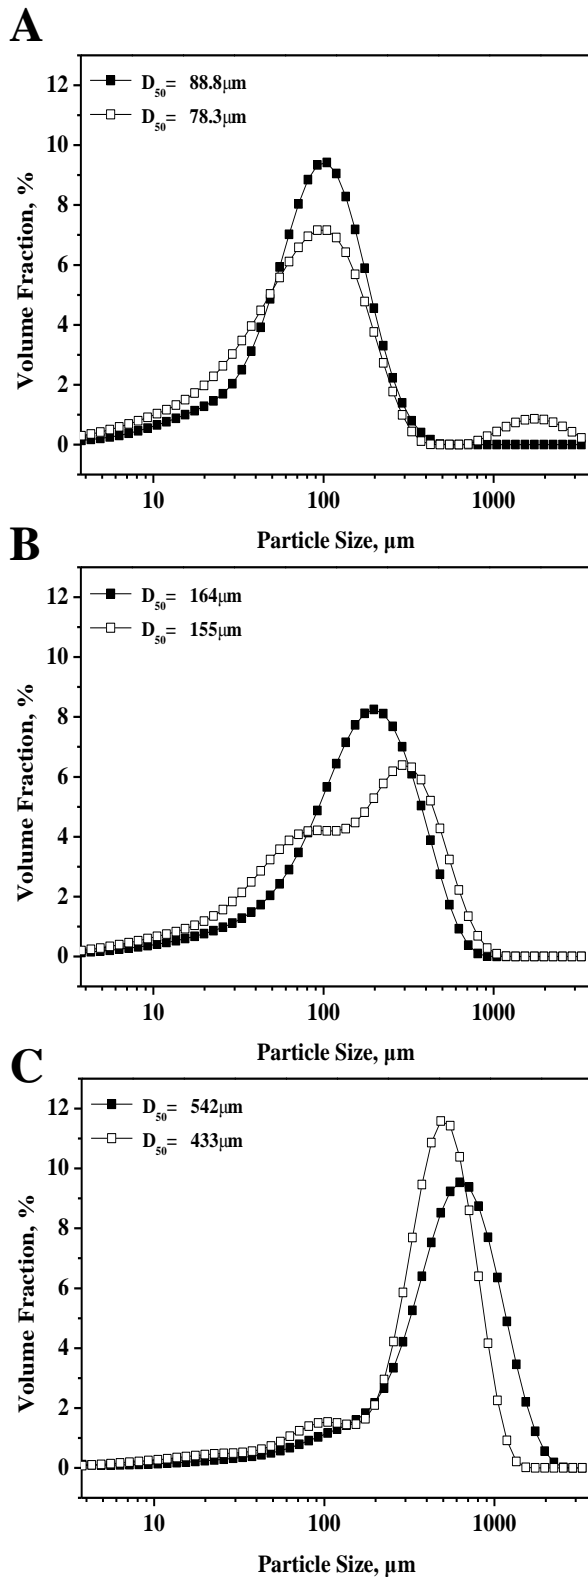 A
Volume Fraction, %
12
10
8
6
4
2
0
D50= 88.8μm
D50= 78.3μm
10 100 1000
Particle Size, μm
B
Volume Fraction, %
12
10
8
6
4
2
0
D50= 164μm
D50= 155μm
10 100 1000
Particle Size, μm
C
Volume Fraction, %
12
10
8
6
4
2
0
D50= 542μm
D50= 433μm
10 100 1000
Particle Size, μm